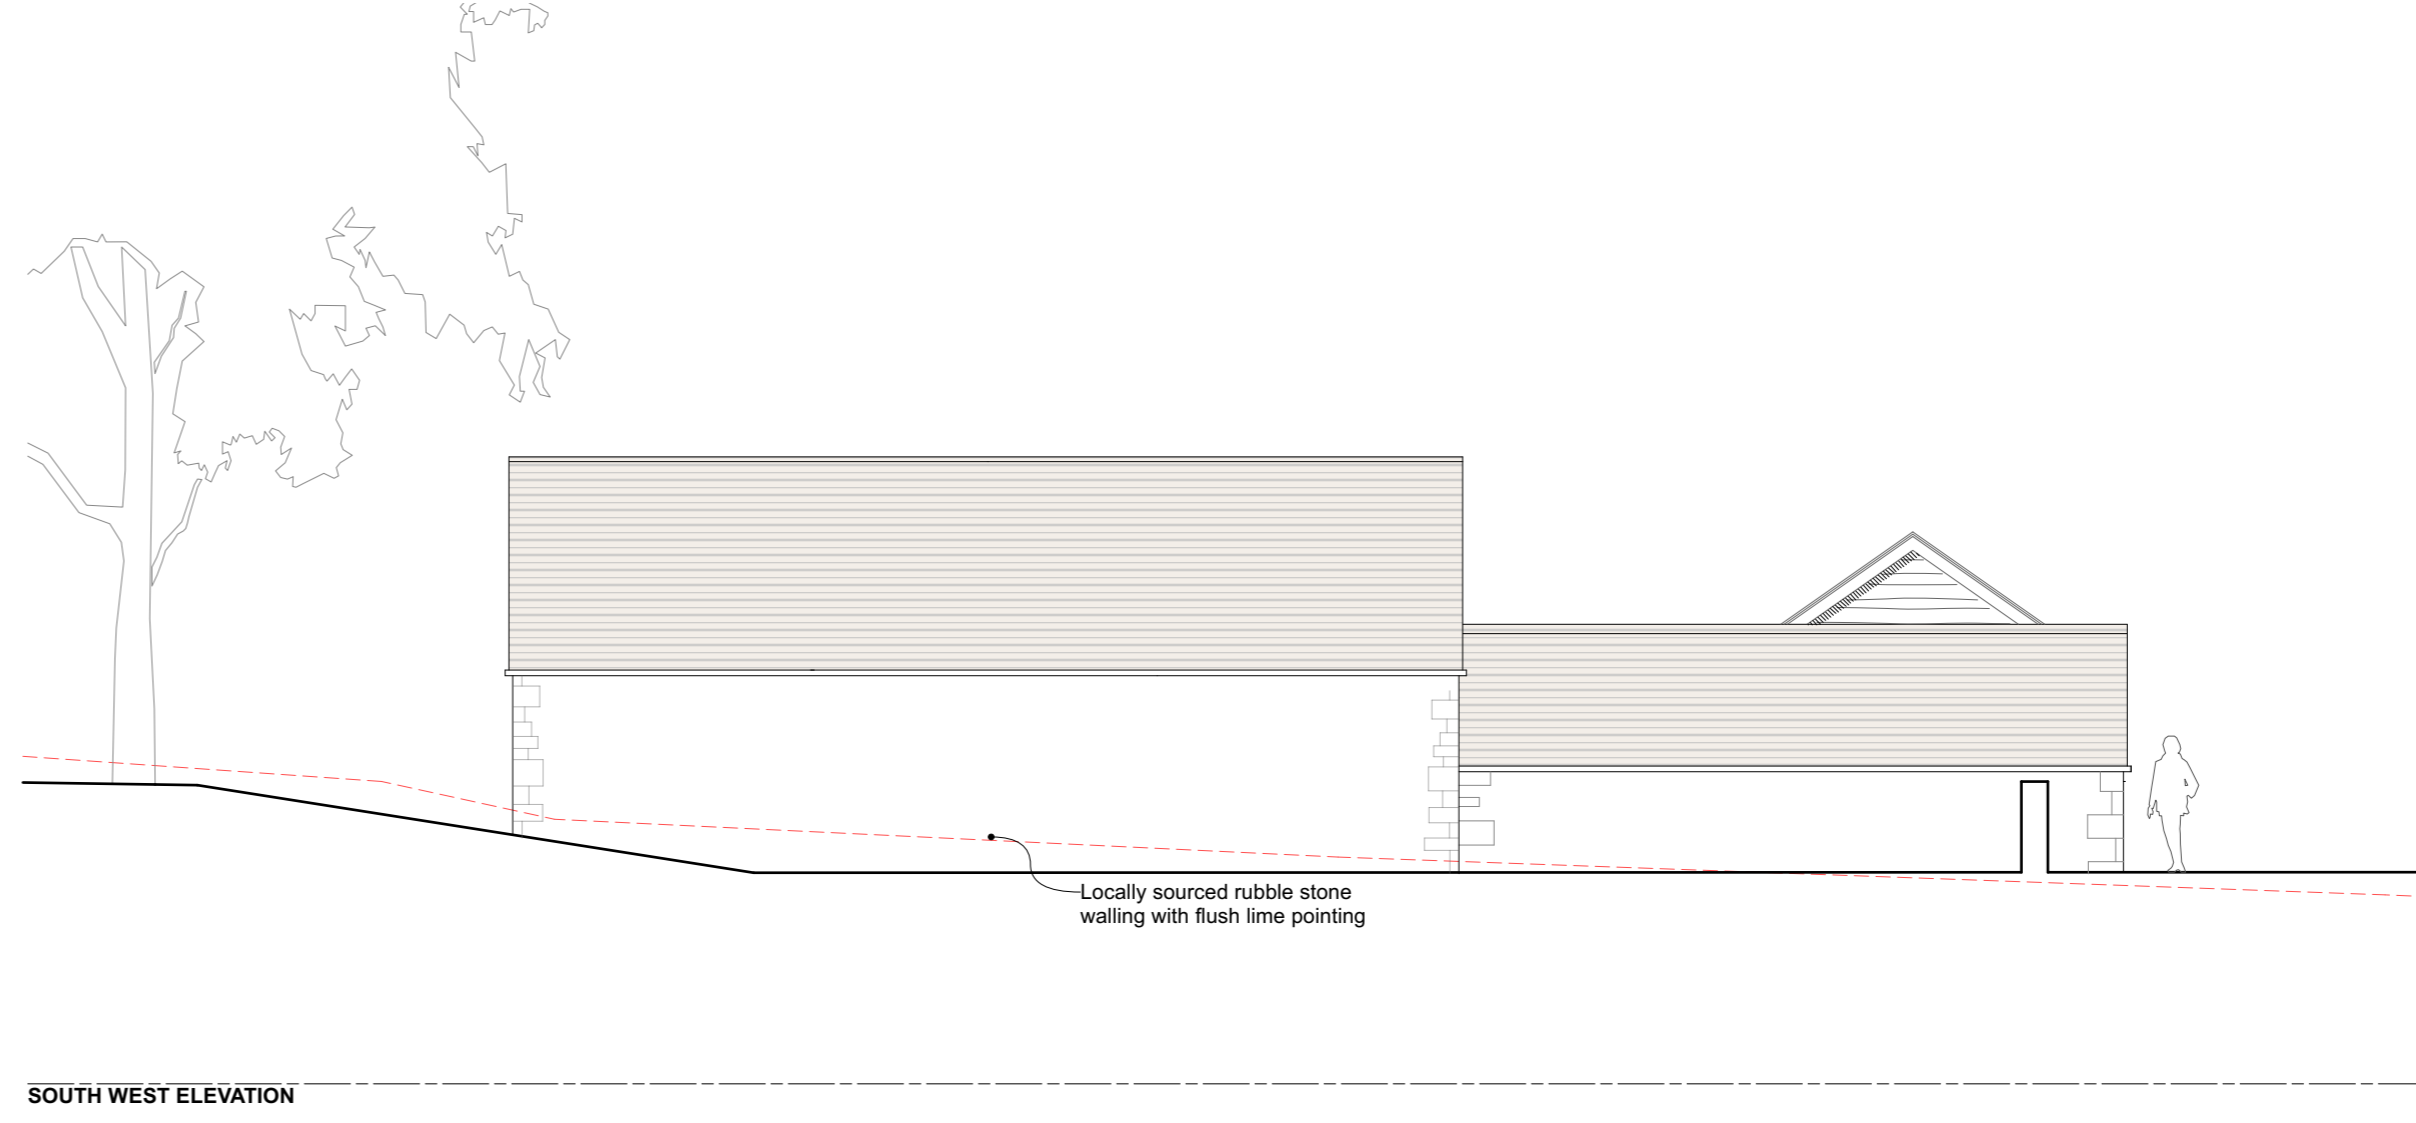 Locally sourced rubble stone
walling with flush lime pointing
SOUTH WEST ELEVATION